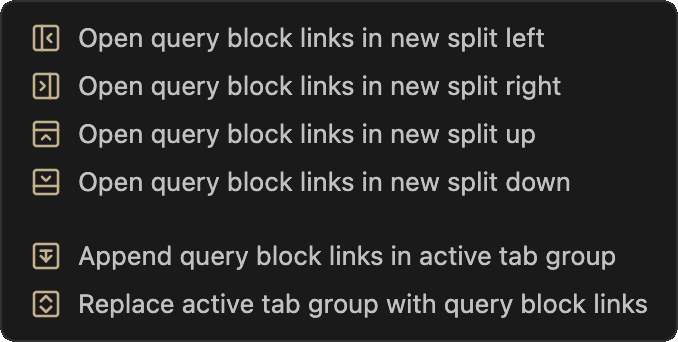 Open query block links in new split left
Open query block links in new split right
Open query block links in new split up
Open query block links in new split down
Append query block links in active tab group
Replace active tab group with query block links